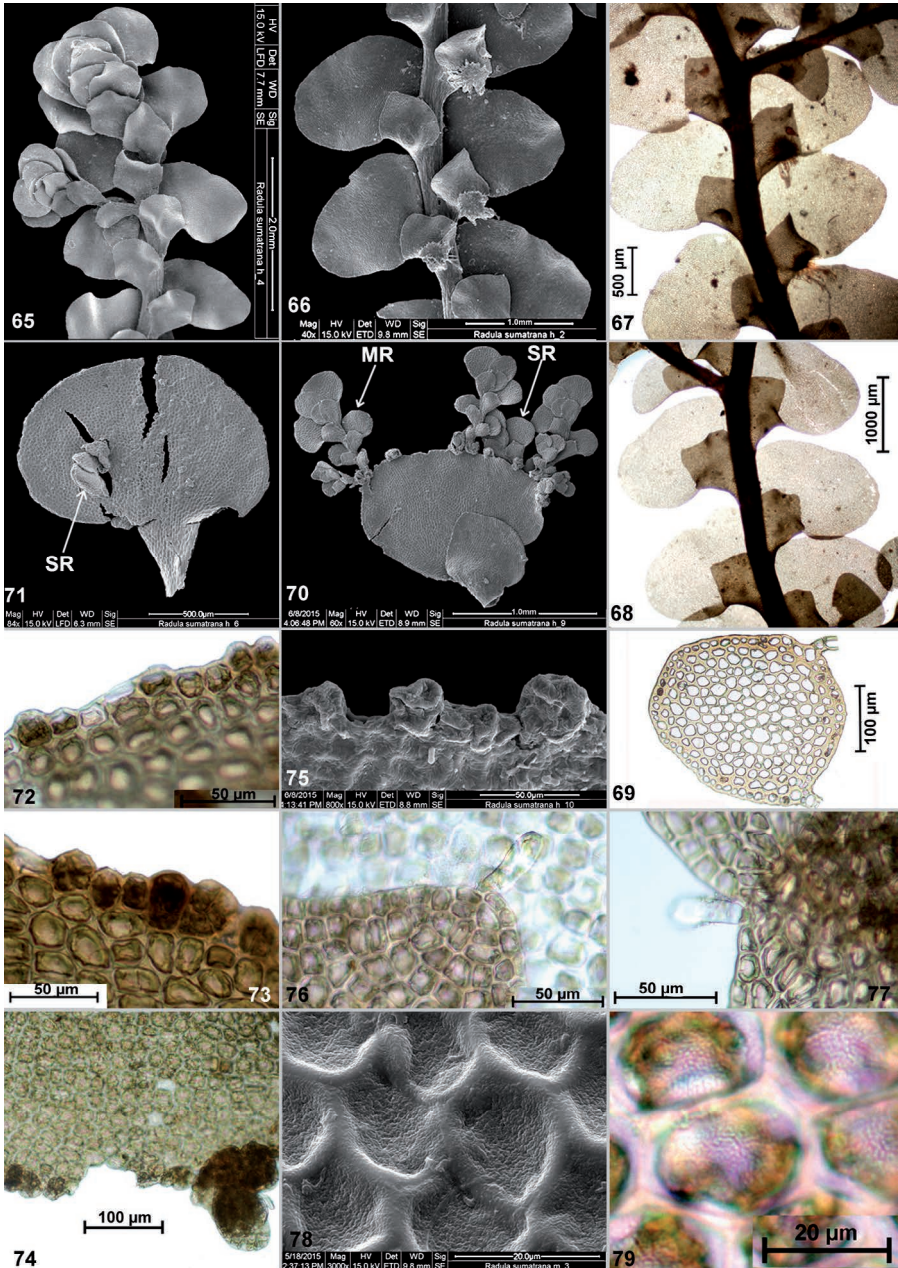 HV Det WD Sig
15.0 kV LFD 7.7 mm SE
2.0mm
Radula sumatrana h_4
65
Mag HV Det WD Sig
40x 15.0 kV ETD 9.8 mm SE
1.0mm
Radula sumatrana h_2
66
500 µm
67
SR
71
Mag HV Det WD Sig
84x 15.0 kV LFD 6.3 mm SE
500.0µm
Radula sumatrana h_6
MR SR
70
6/8/2015 Mag HV Det WD Sig
4:06:48 PM 60x 15.0 kV ETD 8.9 mm SE
1.0mm
Radula sumatrana h_9
1000 µm
68
72
50 µm
75
6/8/2015 Mag HV Det WD Sig
4:13:41 PM 800x 15.0 kV ETD 8.8 mm SE
50.0µm
Radula sumatrana h_10
100 µm
69
50 µm
73
76
50 µm
50 µm
77
100 µm
74
78
5/18/2015 Mag HV Det WD Sig
2:37:13 PM 3000x 15.0 kV ETD 9.8 mm SE
20.0µm
Radula sumatrana m_3
79
20 µm